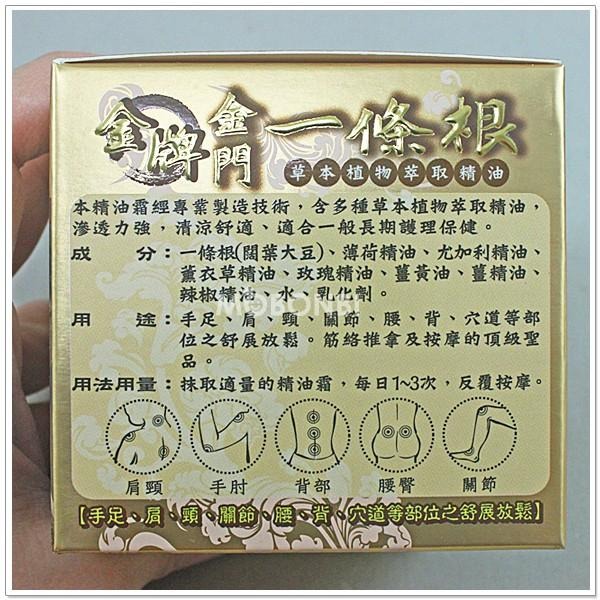 金牌 金門 一條根
草本植物萃取精油
本精油霜經專業製造技術，含多種草本植物萃取精油，
滲透力強，清涼舒適、適合一般長期護理保健。
成　　分：一條根(闊葉大豆)、薄荷精油、尤加利精油、
薰衣草精油、玫瑰精油、薑黃油、薑精油、
辣椒精油、水、乳化劑。
MOBONEI
用　　途：手足、肩、頸、關節、腰、背、穴道等部
位之舒展放鬆。筋絡推拿及按摩的頂級聖
品。
用法用量：抹取適量的精油霜，每日1~3次，反覆按摩。
肩頸 手肘 背部 腰臀 關節
【手足、肩、頸、關節、腰、背、穴道等部位之舒展放鬆】